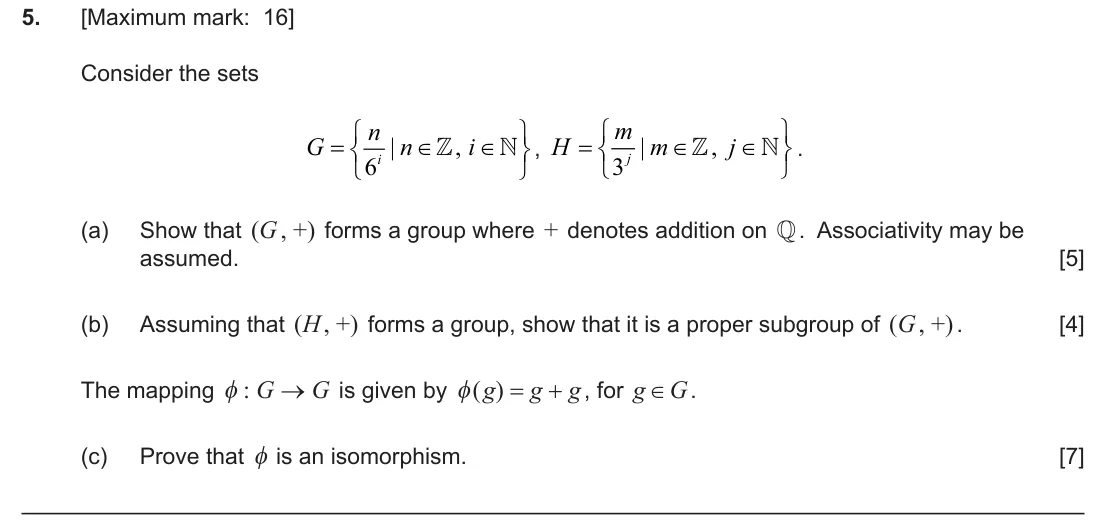 5. [Maximum mark: 16]
Consider the sets
G = { n/6^i | n ∈ ℤ, i ∈ ℕ }, H = { m/3^j | m ∈ ℤ, j ∈ ℕ }.
(a) Show that (G, +) forms a group where + denotes addition on ℚ. Associativity may be
assumed. [5]
(b) Assuming that (H, +) forms a group, show that it is a proper subgroup of (G, +). [4]
The mapping ϕ : G → G is given by ϕ(g) = g + g, for g ∈ G.
(c) Prove that ϕ is an isomorphism. [7]